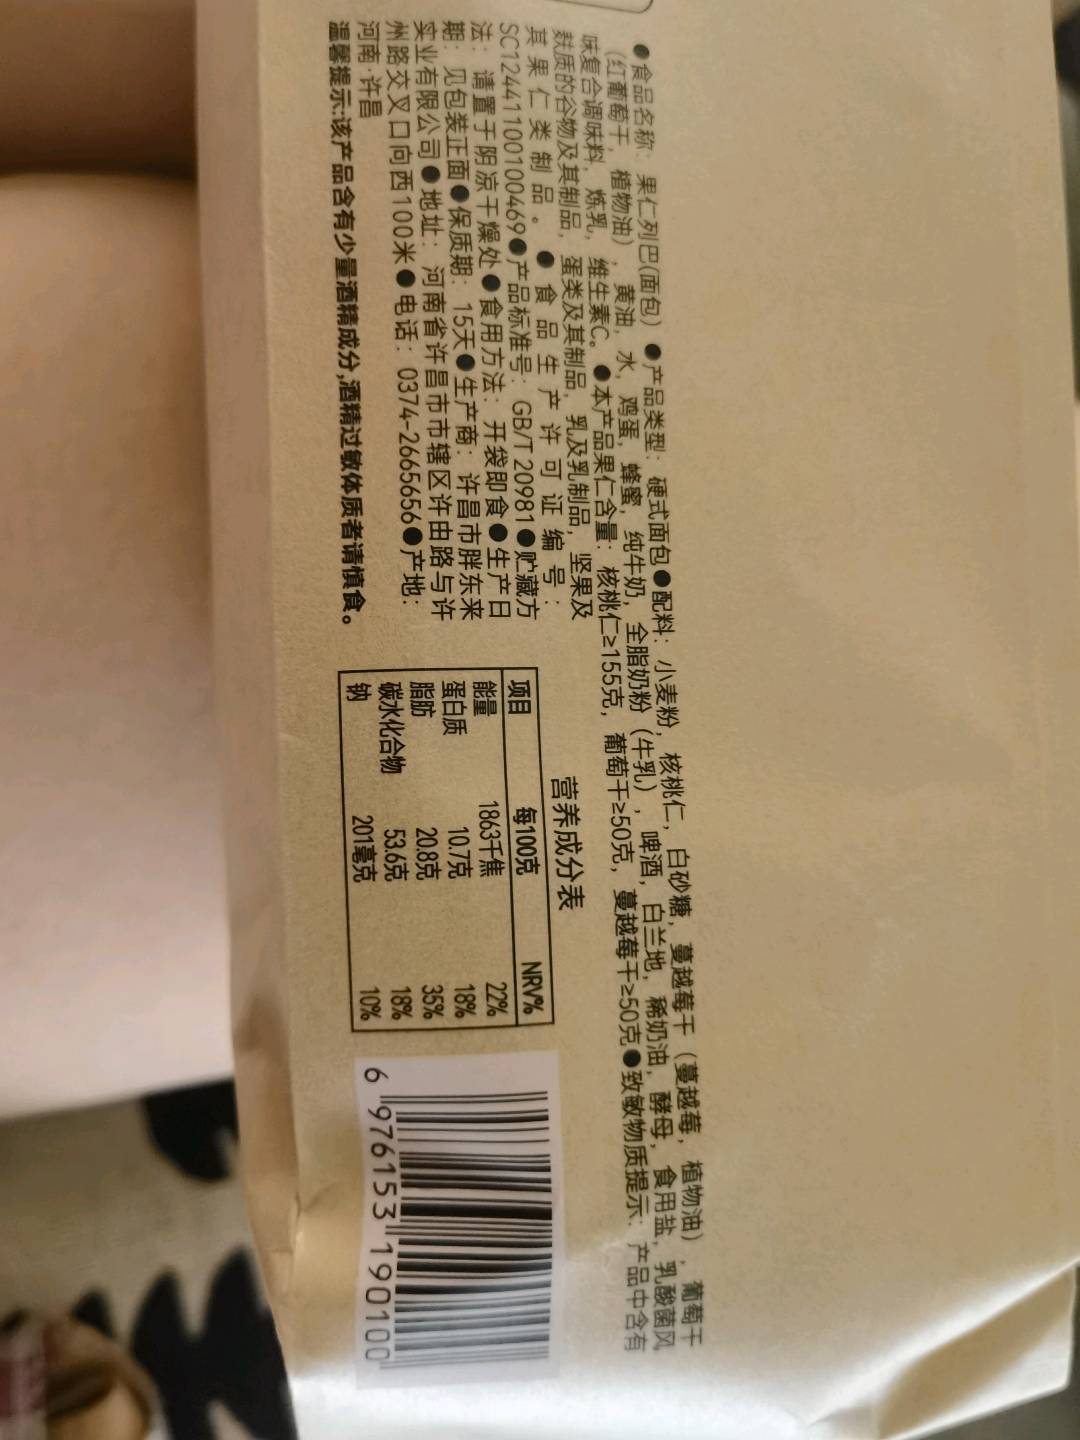 ●食品名称：果仁列巴(面包）●产品类型：硬式面包●配料：小麦粉，核桃仁，白砂糖，蔓越莓干（蔓越莓，植物油），葡萄干
（红葡萄干，植物油），黄油，水，鸡蛋，蜂蜜，纯牛奶，全脂奶粉（牛乳），啤酒，白兰地，稀奶油，酵母，食用盐，乳酸菌风
味复合调味料，炼乳，维生素C。●本产品果仁含量：核桃仁≥155克，葡萄干≥50克，蔓越莓干≥50克●致敏物质提示：产品中含有
麸质的谷物及其制品，蛋类及其制品，乳及乳制品，坚果及
其果仁类制品。●食品生产许可证编号：
SC12441100100469●产品标准号：GB/T 20981●贮藏方
法：请置于阴凉干燥处●食用方法：开袋即食●生产日
期：见包装正面●保质期：15天●生产商：许昌市胖东来
实业有限公司●地址：河南省许昌市市辖区许由路与许
州路交叉口向西100米●电话：0374-2665656●产地：
河南·许昌
温馨提示:该产品含有少量酒精成分,酒精过敏体质者请慎食。
营养成分表
项目 每100克 NRV%
能量 1863千焦 22%
蛋白质 10.7克 18%
脂肪 20.8克 35%
碳水化合物 53.6克 18%
钠 201毫克 10%
6 976153 190100